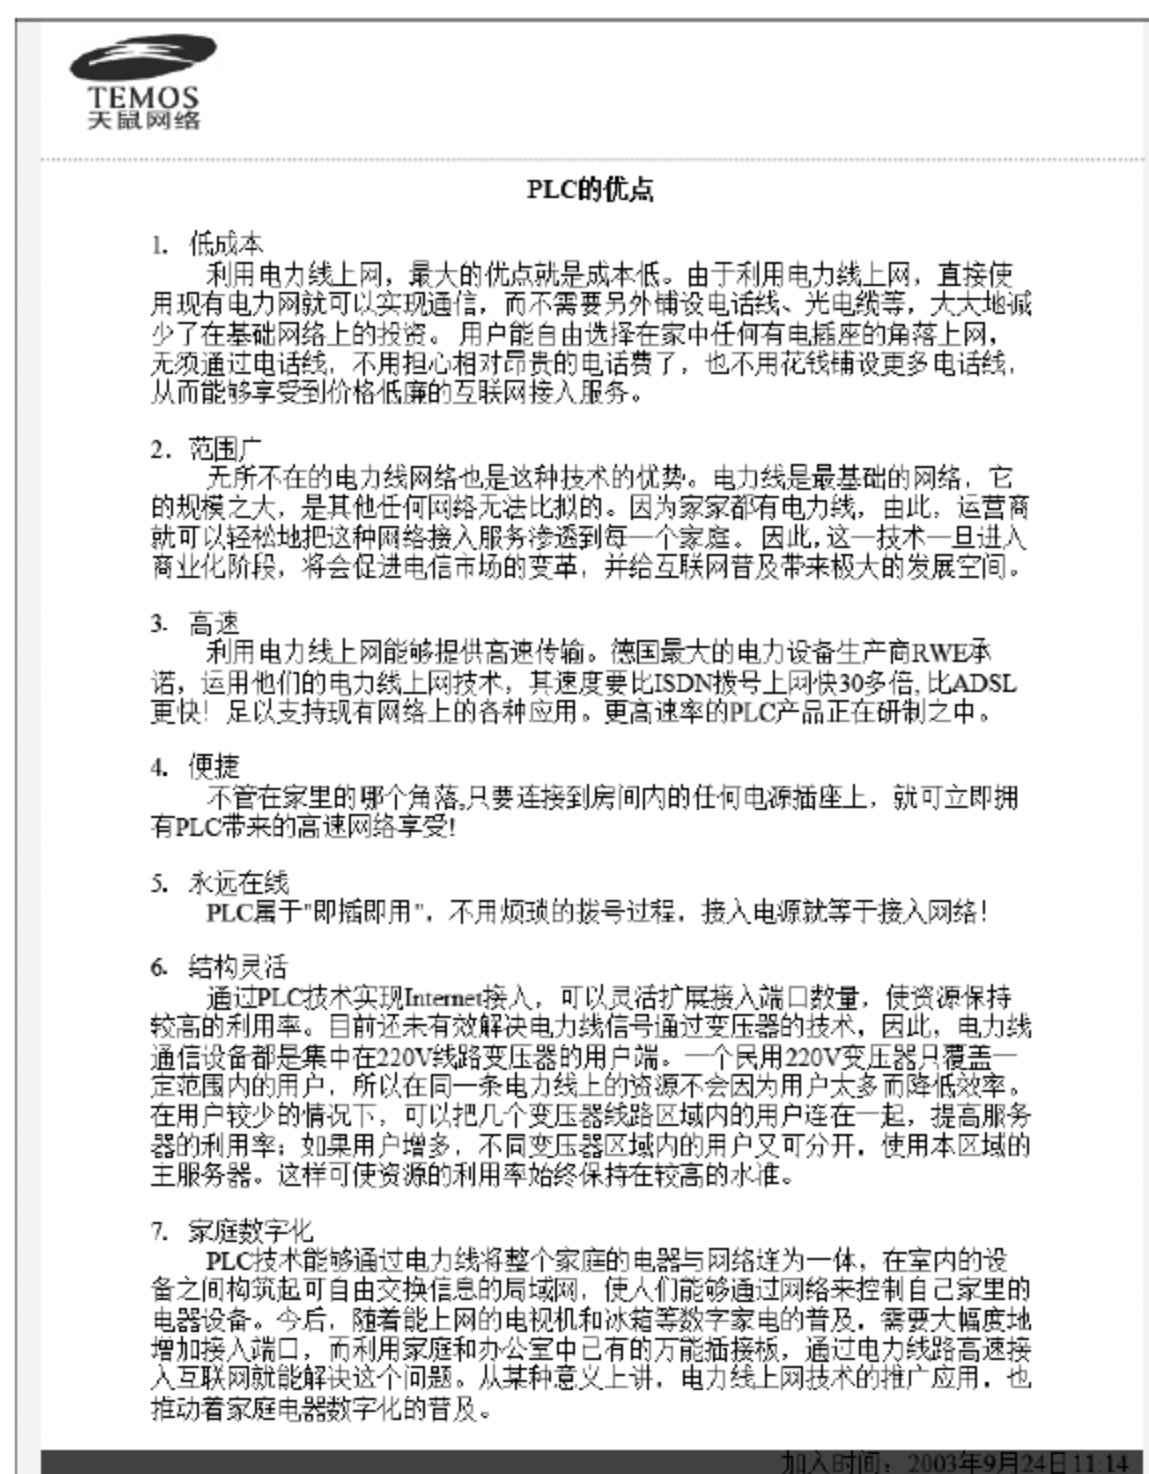 TEMOS
天鼠网络
PLC的优点
1. 低成本
利用电力线上网，最大的优点就是成本低。由于利用电力线上网，直接使
用现有电力网就可以实现通信，而不需要另外铺设电话线、光电缆等，大大地减
少了在基础网络上的投资。 用户能自由选择在家中任何有电插座的角落上网，
无须通过电话线，不用担心相对昂贵的电话费了，也不用花钱铺设更多电话线，
从而能够享受到价格低廉的互联网接入服务。
2. 范围广
无所不在的电力线网络也是这种技术的优势。电力线是最基础的网络，它
的规模之大，是其他任何网络无法比拟的。因为家家都有电力线，由此，运营商
就可以轻松地把这种网络接入服务渗透到每一个家庭。 因此,这一技术一旦进入
商业化阶段，将会促进电信市场的变革，并给互联网普及带来极大的发展空间。
3. 高速
利用电力线上网能够提供高速传输。德国最大的电力设备生产商RWE承
诺，运用他们的电力线上网技术，其速度要比ISDN拨号上网快30多倍, 比ADSL
更快！足以支持现有网络上的各种应用。更高速率的PLC产品正在研制之中。
4. 便捷
不管在家里的哪个角落,只要连接到房间内的任何电源插座上，就可立即拥
有PLC带来的高速网络享受!
5. 永远在线
PLC属于"即插即用"，不用烦琐的拨号过程，接入电源就等于接入网络！
6. 结构灵活
通过PLC技术实现Internet接入，可以灵活扩展接入端口数量，使资源保持
较高的利用率。目前还未有效解决电力线信号通过变压器的技术，因此，电力线
通信设备都是集中在220V线路变压器的用户端。一个民用220V变压器只覆盖一
定范围内的用户，所以在同一条电力线上的资源不会因为用户太多而降低效率。
在用户较少的情况下，可以把几个变压器线路区域内的用户连在一起，提高服务
器的利用率；如果用户增多，不同变压器区域内的用户又可分开，使用本区域的
主服务器。这样可使资源的利用率始终保持在较高的水准。
7. 家庭数字化
PLC技术能够通过电力线将整个家庭的电器与网络连为一体，在室内的设
备之间构筑起可自由交换信息的局域网，使人们能够通过网络来控制自己家里的
电器设备。今后，随着能上网的电视机和冰箱等数字家电的普及，需要大幅度地
增加接入端口，而利用家庭和办公室中已有的万能插接板，通过电力线路高速接
入互联网就能解决这个问题。从某种意义上讲，电力线上网技术的推广应用，也
推动着家庭电器数字化的普及。
加入时间：2003年9月24日11:14